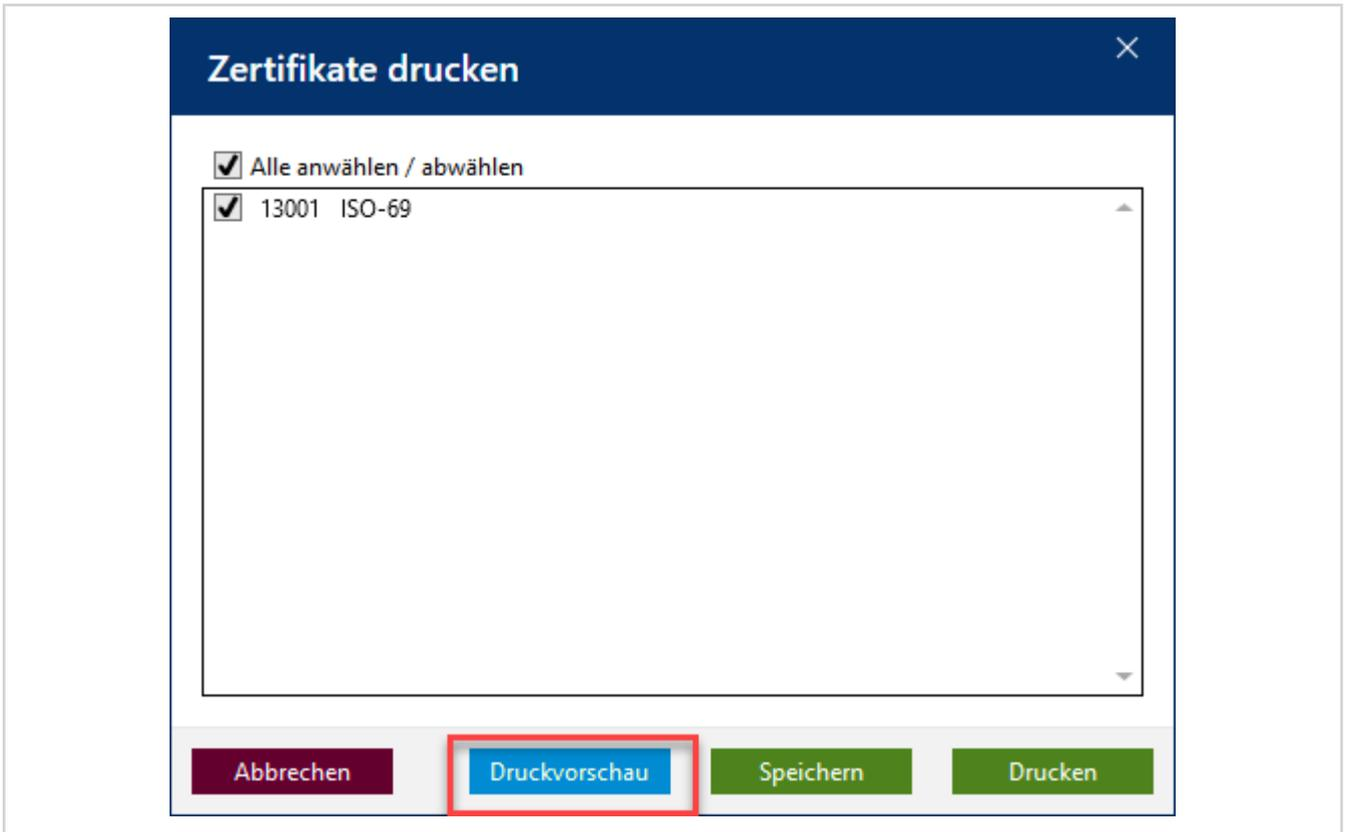 Zertifikate drucken
Alle anwählen / abwählen
13001 ISO-69
Abbrechen Druckvorschau Speichern Drucken